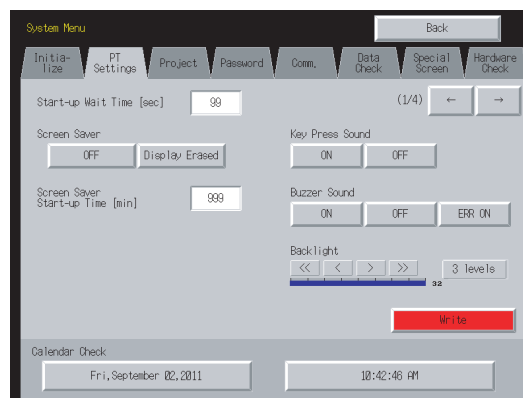 System Menu
Back
Initia-
lize
PT
Settings
Project
Password
Comm.
Data
Check
Special
Screen
Hardware
Check
Start-up Wait Time [sec]
99
(1/4)
←
→
Screen Saver
OFF
Display Erased
Key Press Sound
ON
OFF
Screen Saver
Start-up Time [min]
999
Buzzer Sound
ON
OFF
ERR ON
Backlight
<<
<
>
>>
3 levels
32
Write
Calendar Check
Fri,September 02,2011
10:42:46 AM